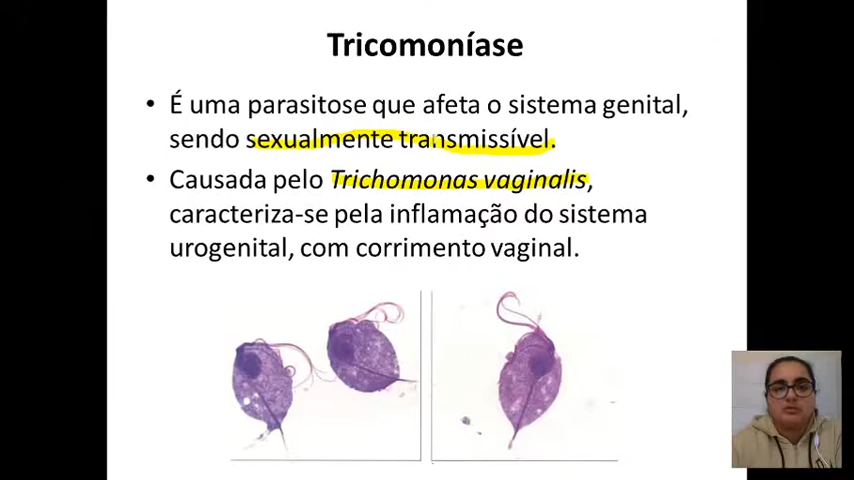 Tricomoníase
• É uma parasitose que afeta o sistema genital,
sendo sexualmente transmissível.
• Causada pelo Trichomonas vaginalis,
caracteriza-se pela inflamação do sistema
urogenital, com corrimento vaginal.